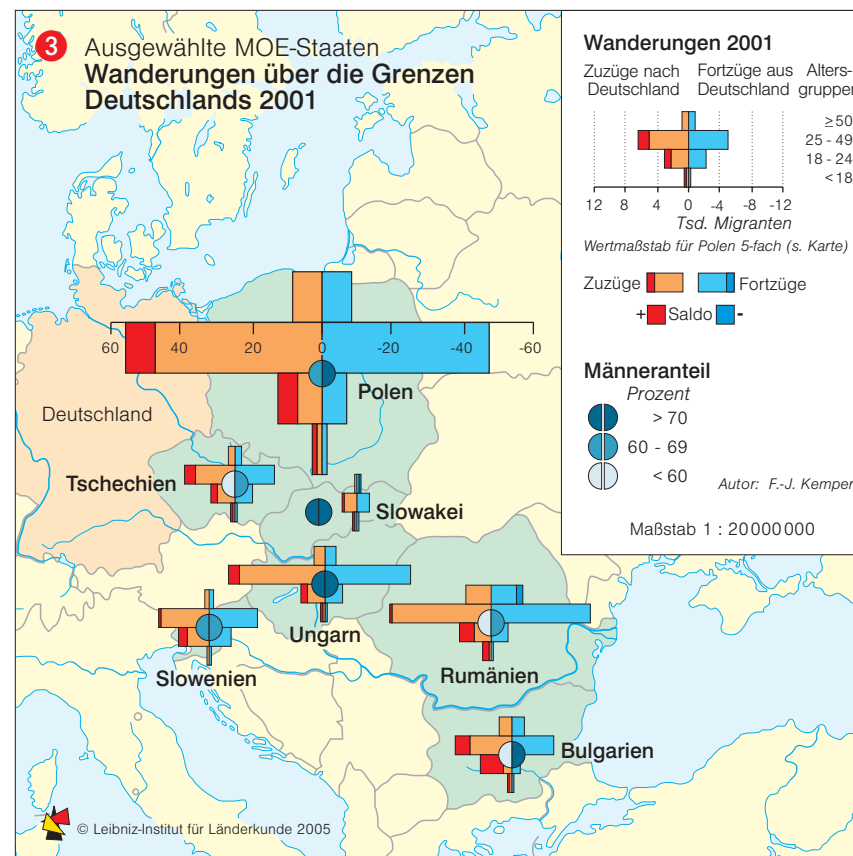 3
Ausgewählte MOE-Staaten
Wanderungen über die Grenzen
Deutschlands 2001
Wanderungen 2001
Zuzüge nach Deutschland
Fortzüge aus Deutschland
Alters-
gruppen
≥50
25 - 49
18 - 24
<18
12 8 4 0 -4 -8 -12
Tsd. Migranten
Wertmaßstab für Polen 5-fach (s. Karte)
Zuzüge Fortzüge
+ Saldo -
Männeranteil
Prozent
> 70
60 - 69
< 60
Autor: F.-J. Kemper
Maßstab 1 : 20000000
60 40 20 0 -20 -40 -60
Polen
Deutschland
Tschechien
Slowakei
Ungarn
Slowenien
Rumänien
Bulgarien
© Leibniz-Institut für Länderkunde 2005